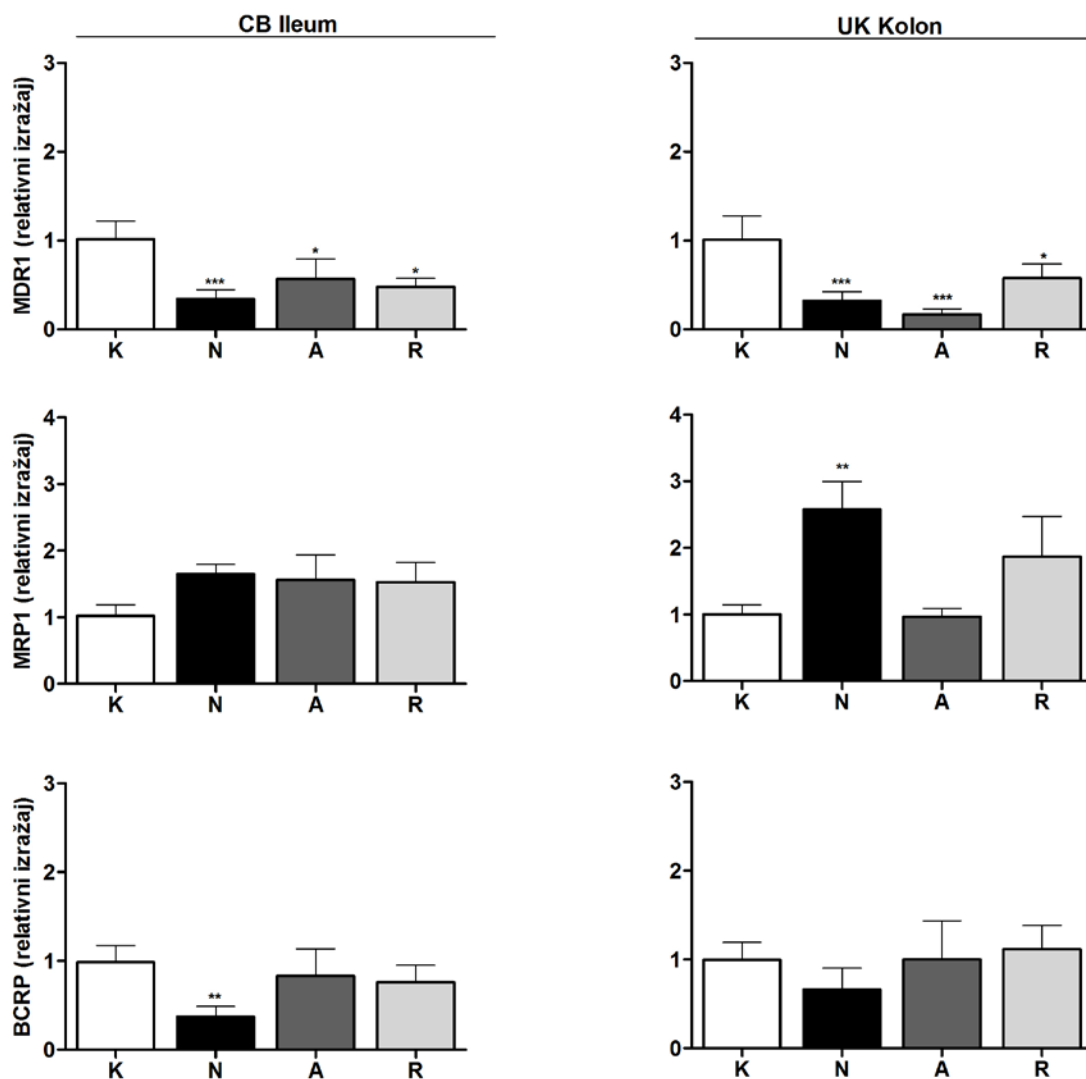 CB Ileum
MDR1 (relativni izražaj)
3
2
1
0
*** * *
K N A R
UK Kolon
3
2
1
0
*** *** *
K N A R
MRP1 (relativni izražaj)
4
3
2
1
0
K N A R
4
3
2
1
0
**
K N A R
BCRP (relativni izražaj)
3
2
1
0
**
K N A R
3
2
1
0
K N A R